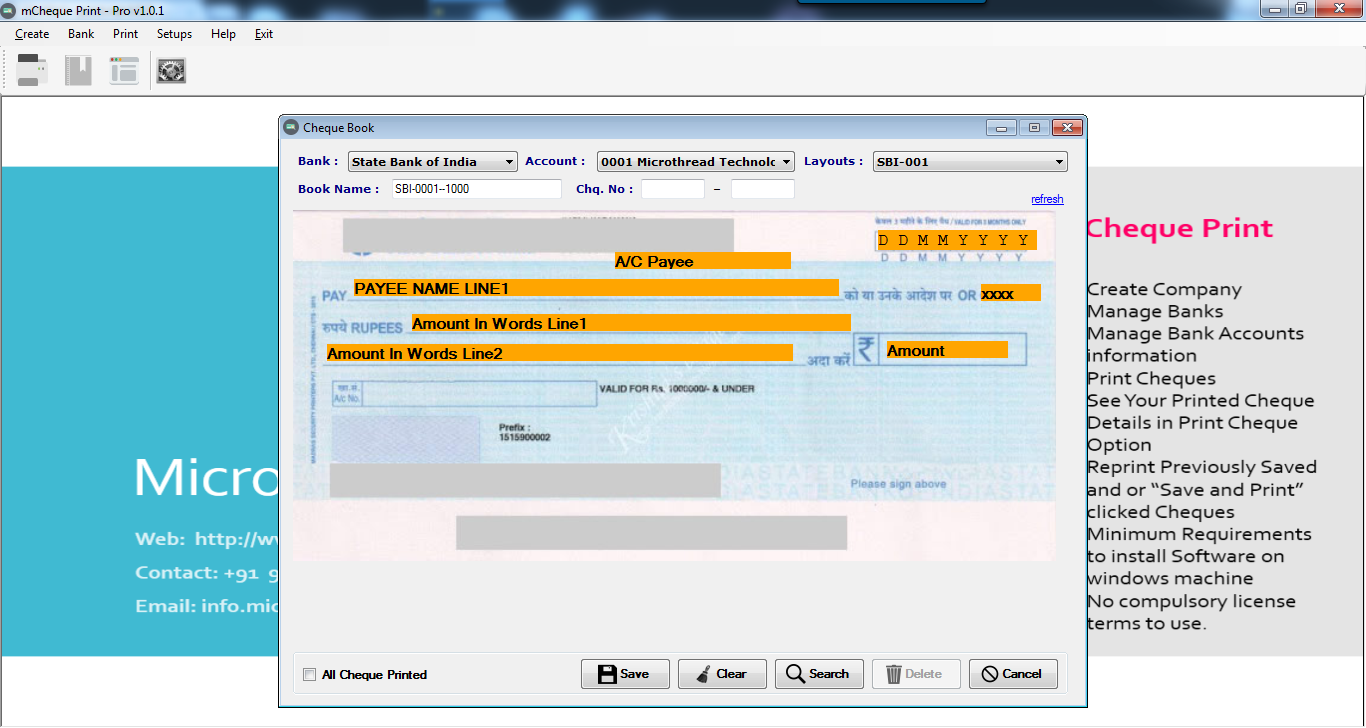 mCheque Print - Pro v1.0.1
Create Bank Print Setups Help Exit
Cheque Book
Bank : State Bank of India Account : 0001 Microthread Technolc Layouts : SBI-001
Book Name : SBI-0001--1000 Chq. No : –
refresh
केवल 3 महीने के लिए वैध / VALID FOR 3 MONTHS ONLY
D D M M Y Y Y Y
D D M M Y Y Y Y
A/C Payee
PAY PAYEE NAME LINE1 को या उनके आदेश पर OR xxxx
रुपये RUPEES Amount In Words Line1
Amount In Words Line2 अदा करें ₹ Amount
खा.सं.
A/c No.
VALID FOR Rs. 1000000/- & UNDER
Prefix :
1515900002
Please sign above
All Cheque Printed Save Clear Search Delete Cancel
Micro
Web: http://w
Contact: +91 9
Email: info.mic
Cheque Print
Create Company
Manage Banks
Manage Bank Accounts
information
Print Cheques
See Your Printed Cheque
Details in Print Cheque
Option
Reprint Previously Saved
and or “Save and Print”
clicked Cheques
Minimum Requirements
to install Software on
windows machine
No compulsory license
terms to use.